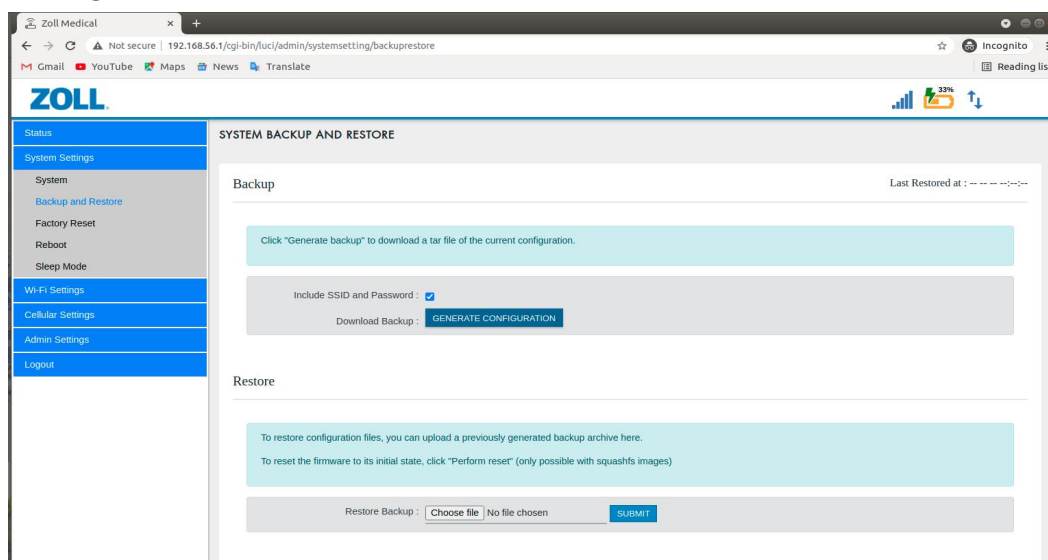 Zoll Medical
Not secure | 192.168.56.1/cgi-bin/luci/admin/systemsetting/backuprestore
Incognito
Gmail YouTube Maps News Translate
Reading lis
ZOLL
33%
Status
System Settings
System
Backup and Restore
Factory Reset
Reboot
Sleep Mode
Wi-Fi Settings
Cellular Settings
Admin Settings
Logout
SYSTEM BACKUP AND RESTORE
Backup
Last Restored at : -- -- -- --:--:--
Click "Generate backup" to download a tar file of the current configuration.
Include SSID and Password :
Download Backup : GENERATE CONFIGURATION
Restore
To restore configuration files, you can upload a previously generated backup archive here.
To reset the firmware to its initial state, click "Perform reset" (only possible with squashfs images)
Restore Backup : Choose file No file chosen SUBMIT